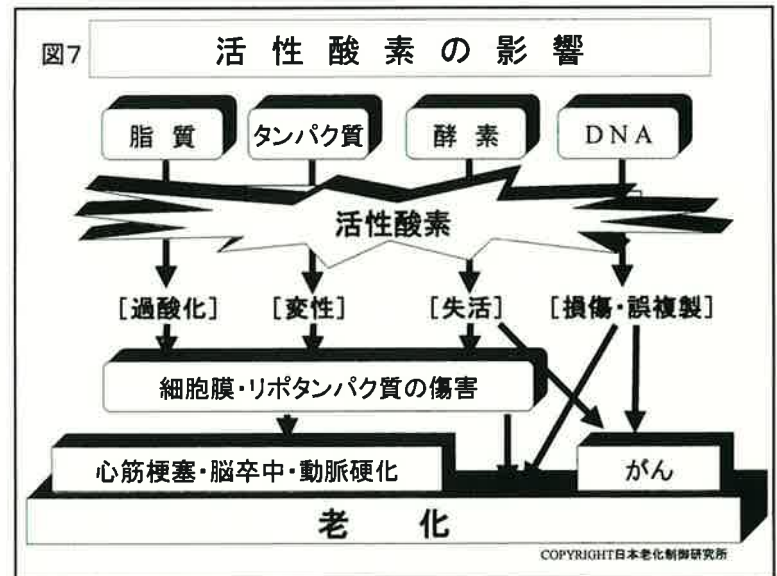 図7 活性酸素の影響
脂質 タンパク質 酵素 DNA
活性酸素
[過酸化] [変性] [失活] [損傷・誤複製]
細胞膜・リポタンパク質の傷害
心筋梗塞・脳卒中・動脈硬化 がん
老化
COPYRIGHT日本老化制御研究所